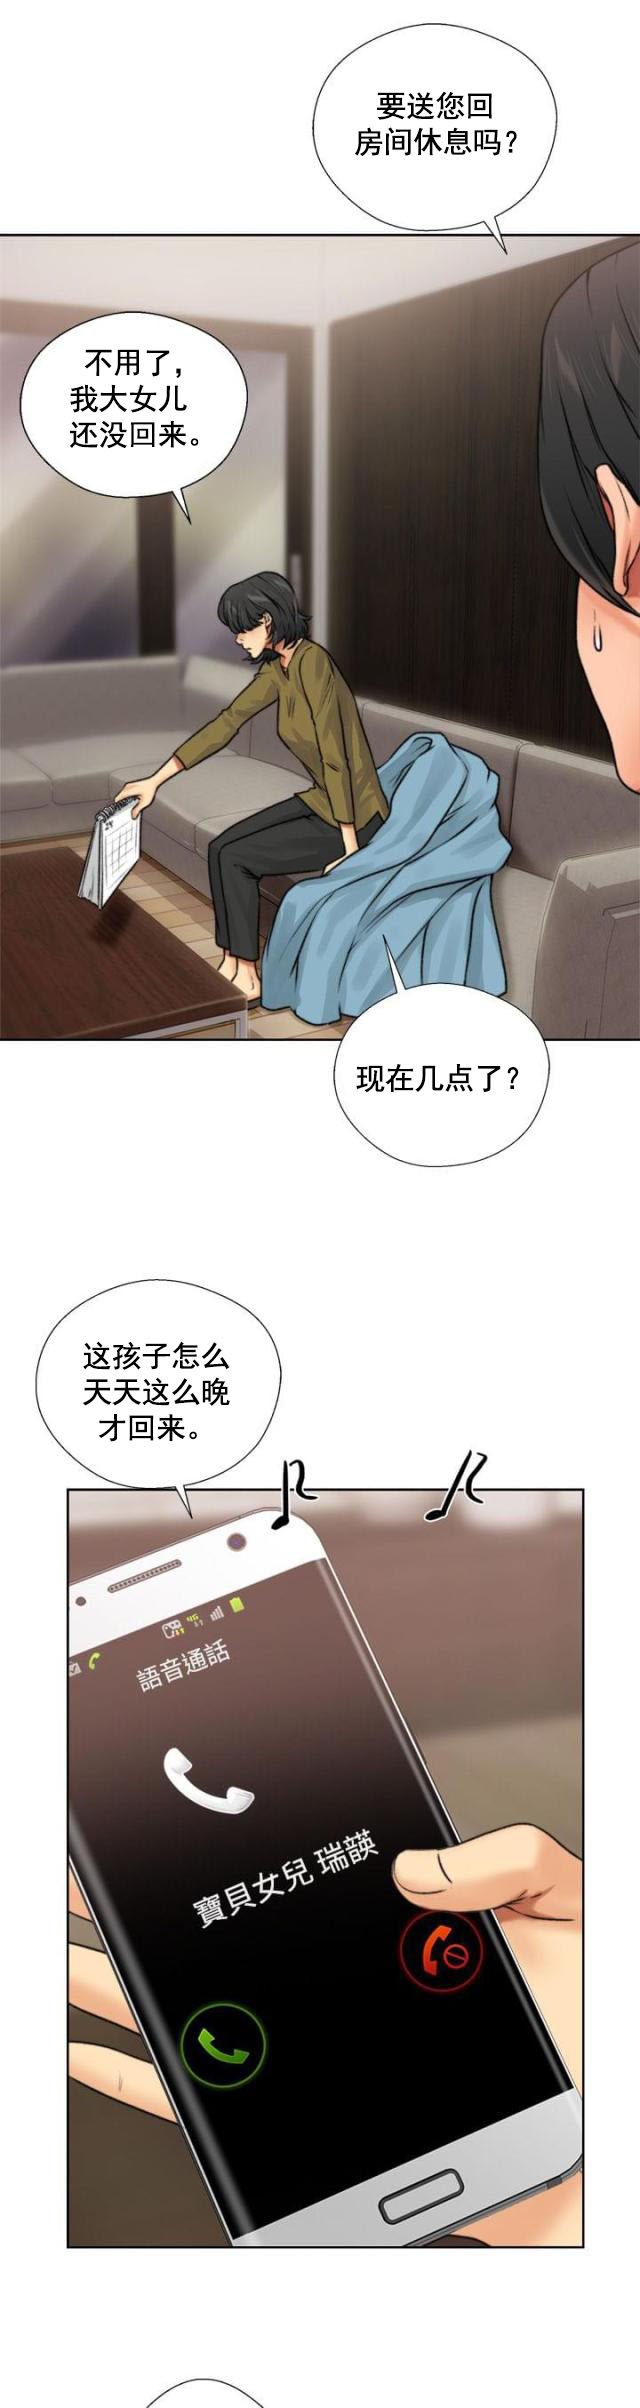 要送您回
房间休息吗？
不用了，
我大女儿
还没回来。
现在几点了？
这孩子怎么
天天这么晚
才回来。
4G
語音通話
寶貝女兒 瑞韺